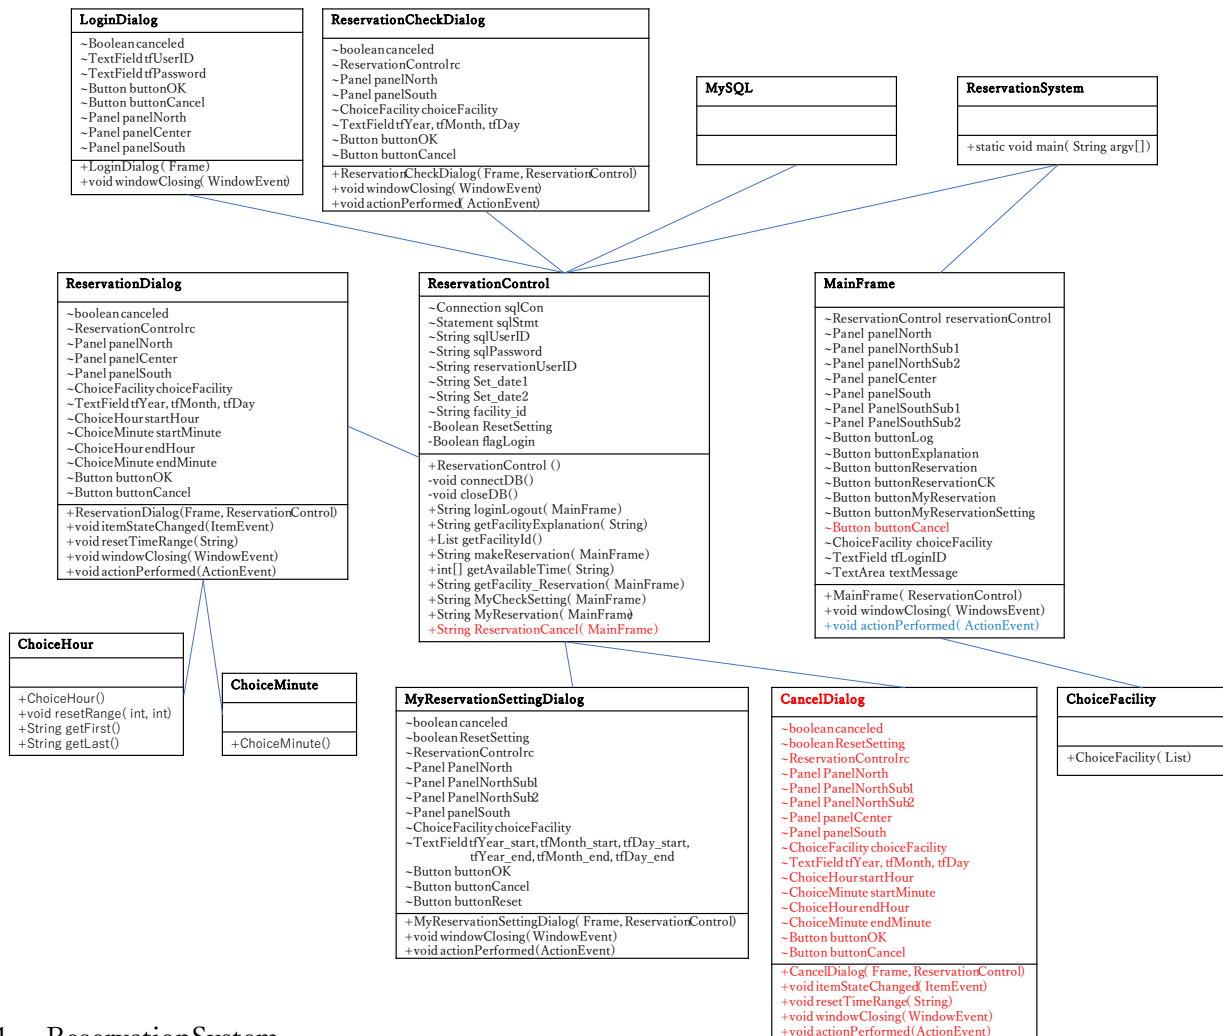 LoginDialog
~Boolean canceled
~TextField tfUserID
~TextField tfPassword
~Button buttonOK
~Button buttonCancel
~Panel panelNorth
~Panel panelCenter
~Panel panelSouth
+LoginDialog( Frame)
+void windowClosing( WindowEvent)
ReservationCheckDialog
~boolean canceled
~ReservationControl rc
~Panel panelNorth
~Panel panelSouth
~ChoiceFacility choiceFacility
~TextField tfYear, tfMonth, tfDay
~Button buttonOK
~Button buttonCancel
+ReservationCheckDialog( Frame, ReservationControl)
+void windowClosing( WindowEvent)
+void actionPerformed( ActionEvent)
MySQL
ReservationSystem
+static void main( String argv[])
ReservationDialog
~boolean canceled
~ReservationControl rc
~Panel panelNorth
~Panel panelCenter
~Panel panelSouth
~ChoiceFacility choiceFacility
~TextField tfYear, tfMonth, tfDay
~ChoiceHour startHour
~ChoiceMinute startMinute
~ChoiceHour endHour
~ChoiceMinute endMinute
~Button buttonOK
~Button buttonCancel
+ReservationDialog(Frame, ReservationControl)
+void itemStateChanged(ItemEvent)
+void resetTimeRange(String)
+void windowClosing(WindowEvent)
+void actionPerformed(ActionEvent)
ReservationControl
~Connection sqlCon
~Statement sqlStmt
~String sqlUserID
~String sqlPassword
~String reservationUserID
~String Set_date1
~String Set_date2
~String facility_id
-Boolean ResetSetting
-Boolean flagLogin
+ReservationControl ()
-void connectDB()
-void closeDB()
+String loginLogout( MainFrame)
+String getFacilityExplanation( String)
+List getFacilityId()
+String makeReservation( MainFrame)
+int[] getAvailableTime( String)
+String getFacility_Reservation( MainFrame)
+String MyCheckSetting( MainFrame)
+String MyReservation( MainFrame)
+String ReservationCancel( MainFrame)
MainFrame
~ReservationControl reservationControl
~Panel panelNorth
~Panel panelNorthSub1
~Panel panelNorthSub2
~Panel panelCenter
~Panel panelSouth
~Panel PanelSouthSub1
~Panel PanelSouthSub2
~Button buttonLog
~Button buttonExplanation
~Button buttonReservation
~Button buttonReservationCK
~Button buttonMyReservation
~Button buttonMyReservationSetting
~Button buttonCancel
~ChoiceFacility choiceFacility
~TextField tfLoginID
~TextArea textMessage
+MainFrame( ReservationControl)
+void windowClosing( WindowsEvent)
+void actionPerformed( ActionEvent)
ChoiceHour
+ChoiceHour()
+void resetRange( int, int)
+String getFirst()
+String getLast()
ChoiceMinute
+ChoiceMinute()
MyReservationSettingDialog
~boolean canceled
~boolean ResetSetting
~ReservationControl rc
~Panel PanelNorth
~Panel PanelNorthSub1
~Panel PanelNorthSub2
~Panel panelSouth
~ChoiceFacility choiceFacility
~TextField tfYear_start, tfMonth_start, tfDay_start,
tfYear_end, tfMonth_end, tfDay_end
~Button buttonOK
~Button buttonCancel
~Button buttonReset
+MyReservationSettingDialog( Frame, ReservationControl)
+void windowClosing( WindowEvent)
+void actionPerformed(ActionEvent)
CancelDialog
~boolean canceled
~boolean ResetSetting
~ReservationControl rc
~Panel PanelNorth
~Panel PanelNorthSub1
~Panel PanelNorthSub2
~Panel panelCenter
~Panel panelSouth
~ChoiceFacility choiceFacility
~TextField tfYear, tfMonth, tfDay
~ChoiceHour startHour
~ChoiceMinute startMinute
~ChoiceHour endHour
~ChoiceMinute endMinute
~Button buttonOK
~Button buttonCancel
+CancelDialog( Frame, ReservationControl)
+void itemStateChanged( ItemEvent)
+void resetTimeRange( String)
+void windowClosing( WindowEvent)
+void actionPerformed(ActionEvent)
ChoiceFacility
+ChoiceFacility( List)
ReservationSystem